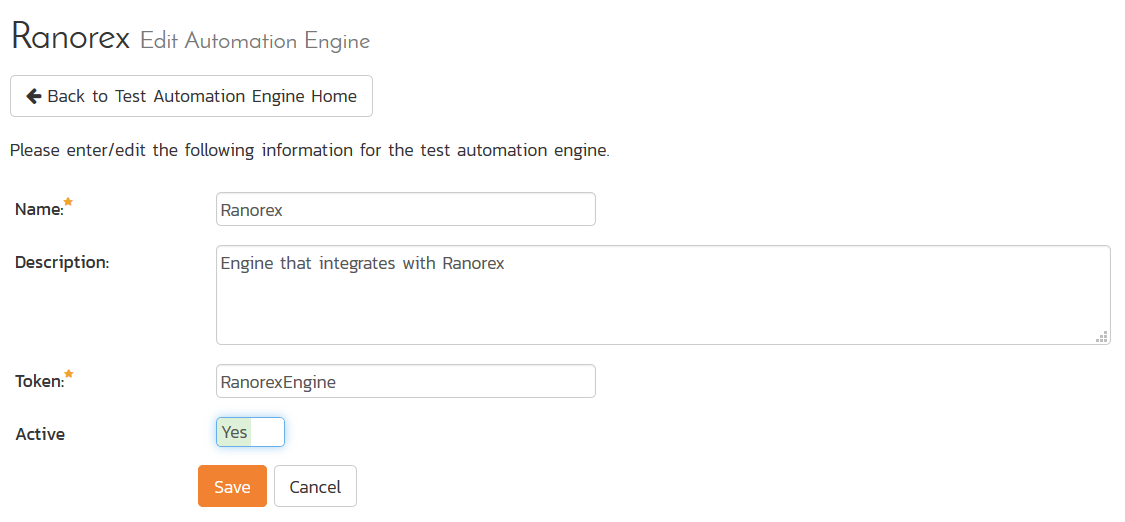 Ranorex Edit Automation Engine
Back to Test Automation Engine Home
Please enter/edit the following information for the test automation engine.
Name:
Ranorex
Description:
Engine that integrates with Ranorex
Token:
RanorexEngine
Active
Yes
Save Cancel